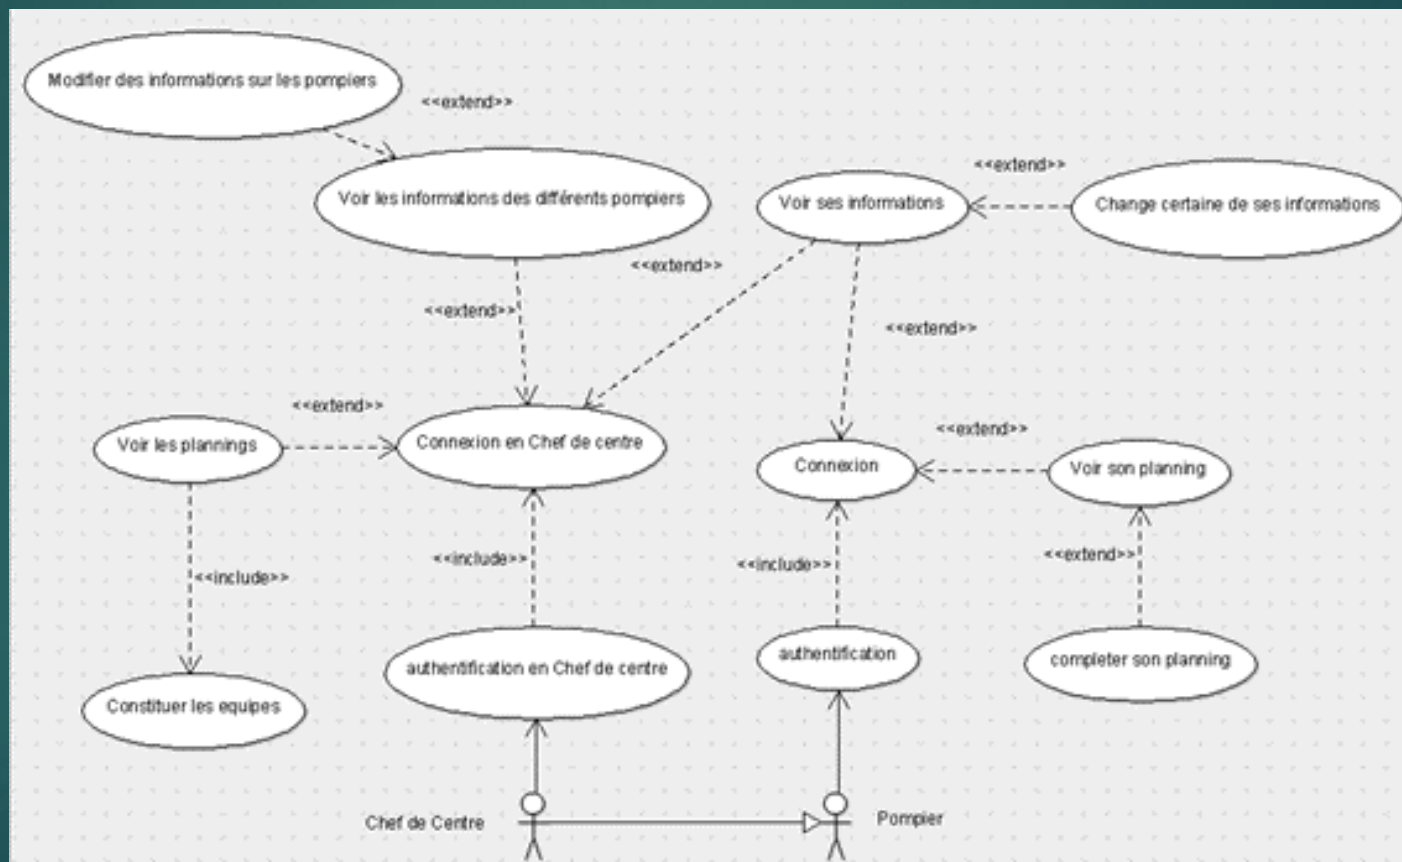 Modifier des informations sur les pompiers
<<extend>>
Voir les informations des différents pompiers
Voir ses informations
<<extend>>
Change certaine de ses informations
<<extend>>
<<extend>>
<<extend>>
<<extend>>
Voir les plannings
Connexion en Chef de centre
Connexion
<<extend>>
Voir son planning
<<include>>
<<include>>
<<include>>
<<extend>>
authentification en Chef de centre
authentification
completer son planning
Constituer les equipes
Chef de Centre
Pompier